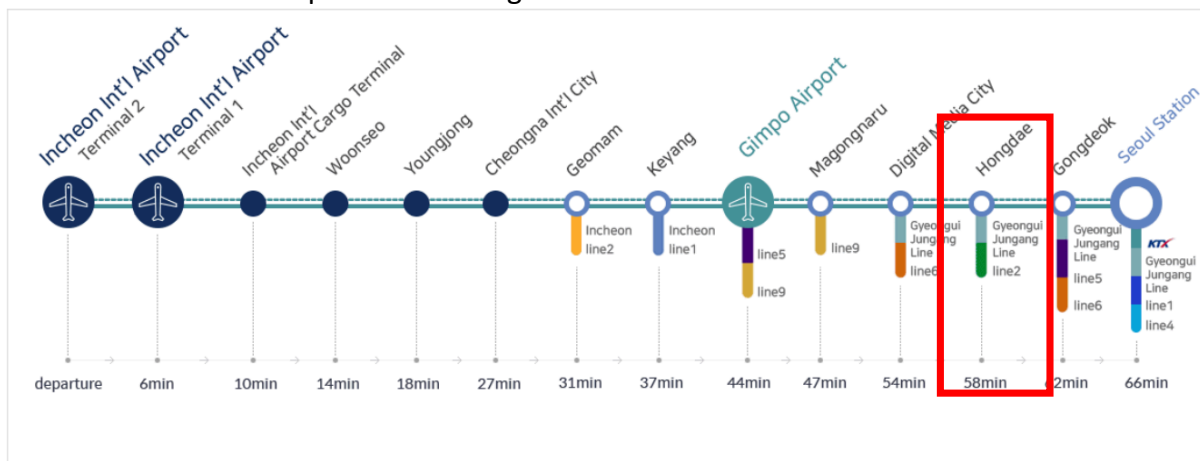 Incheon Int'l Airport
Terminal 2
Incheon Int'l Airport
Terminal 1
Incheon Int'l
Airport Cargo Terminal
Woonseo
Youngjong
Cheongna Int'l City
Geomam
Keyang
Gimpo Airport
Magongnaru
Digital Media City
Hongdae
Gongdeok
Seoul Station
Incheon
line2
Incheon
line1
line5
line9
line9
Gyeongui
Jungang
Line
line6
Gyeongui
Jungang
Line
line2
Gyeongui
Jungang
Line
line5
line6
KTX
Gyeongui
Jungang
Line
line1
line4
departure 6min 10min 14min 18min 27min 31min 37min 44min 47min 54min 58min 62min 66min